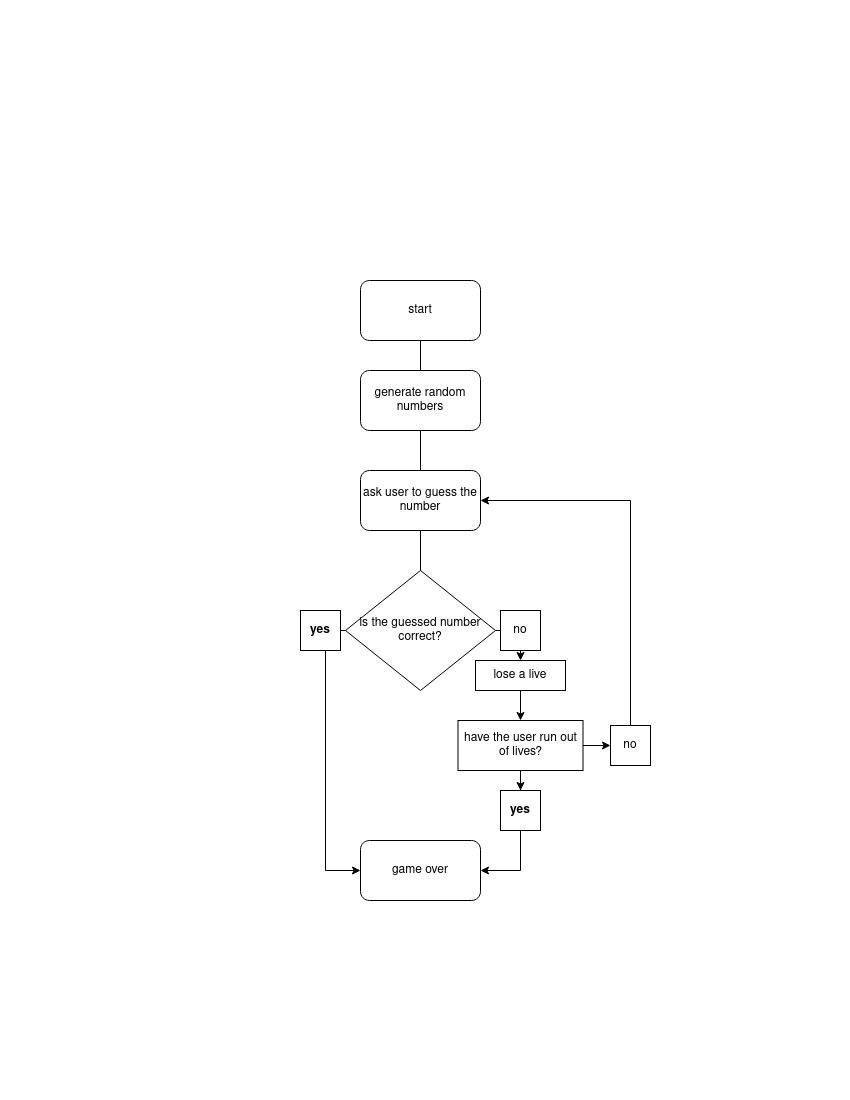 start
generate random
numbers
ask user to guess the
number
is the guessed number
correct?
yes
no
lose a live
have the user run out
of lives?
no
yes
game over